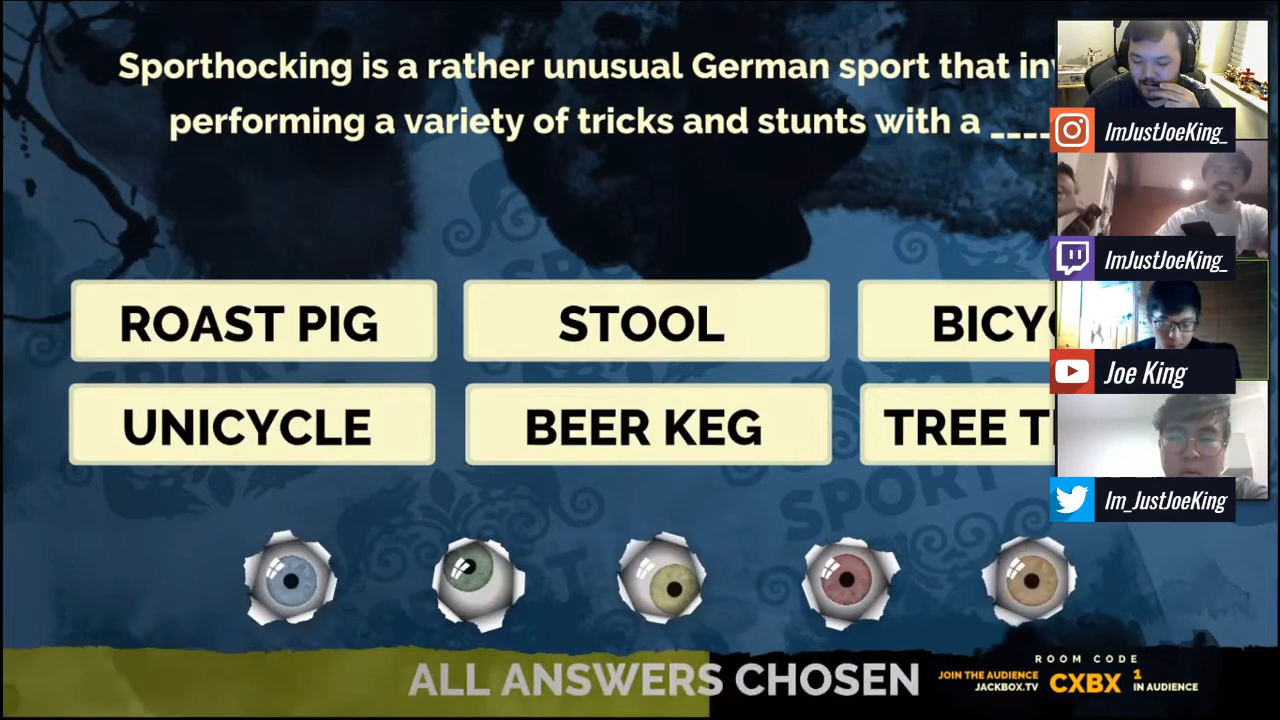 Sporthocking is a rather unusual German sport that
performing a variety of tricks and stunts with a ____
ROAST PIG
STOOL
UNICYCLE
BEER KEG
TREE
ALL ANSWERS CHOSEN
ROOM CODE
JOIN THE AUDIENCE
JACKBOX.TV
CXBX
1
IN AUDIENCE
ImJustJoeKing_
ImJustJoeKing_
Joe King
Im_JustJoeKing
SPORT